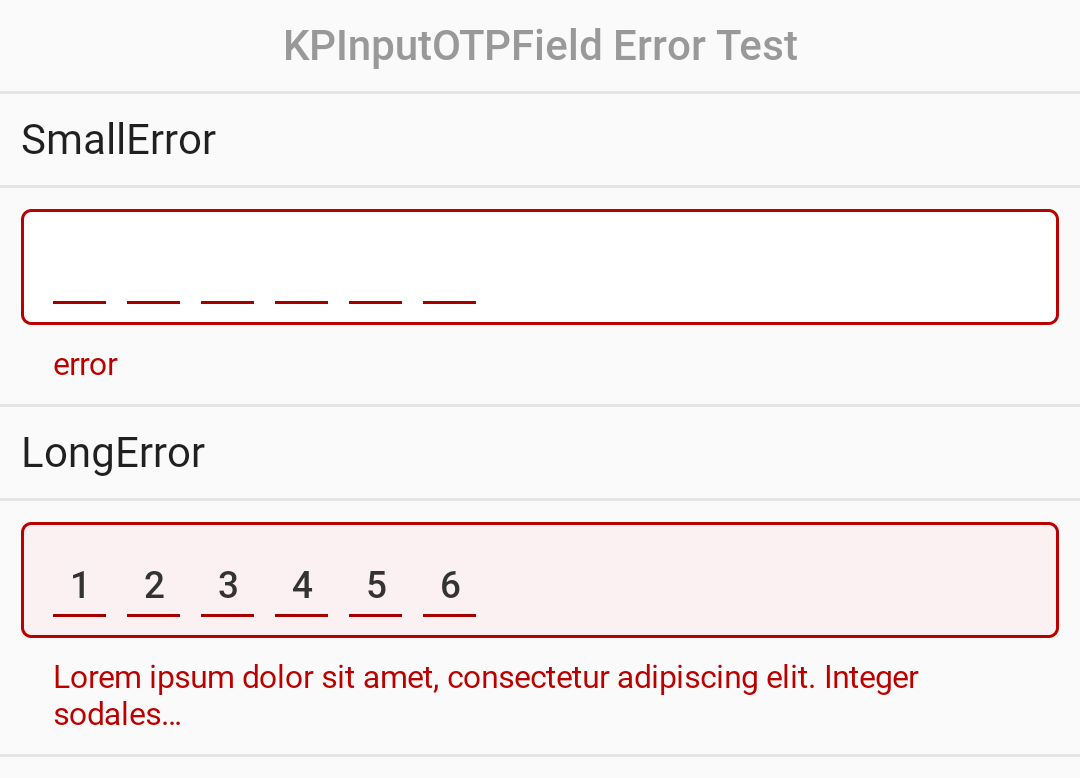 KPInputOTPField Error Test
SmallError
error
LongError
1 2 3 4 5 6
Lorem ipsum dolor sit amet, consectetur adipiscing elit. Integer
sodales…